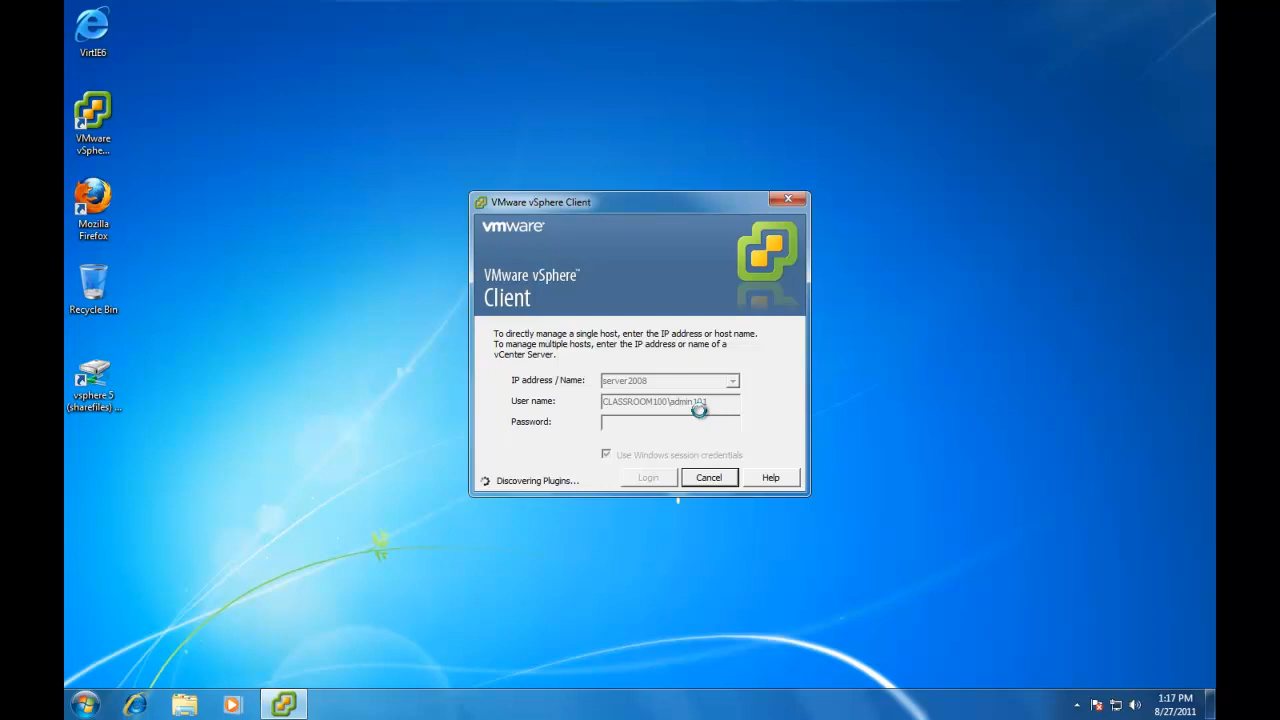 VirtIE6
VMware
vSphe...
Mozilla
Firefox
Recycle Bin
vsphere 5
(sharefiles) ...
VMware vSphere Client
vmware
VMware vSphere™
Client
To directly manage a single host, enter the IP address or host name.
To manage multiple hosts, enter the IP address or name of a
vCenter Server.
IP address / Name: server2008
User name: CLASSROOM100\admin101
Password:
Use Windows session credentials
Discovering Plugins... Login Cancel Help
1:17 PM
8/27/2011